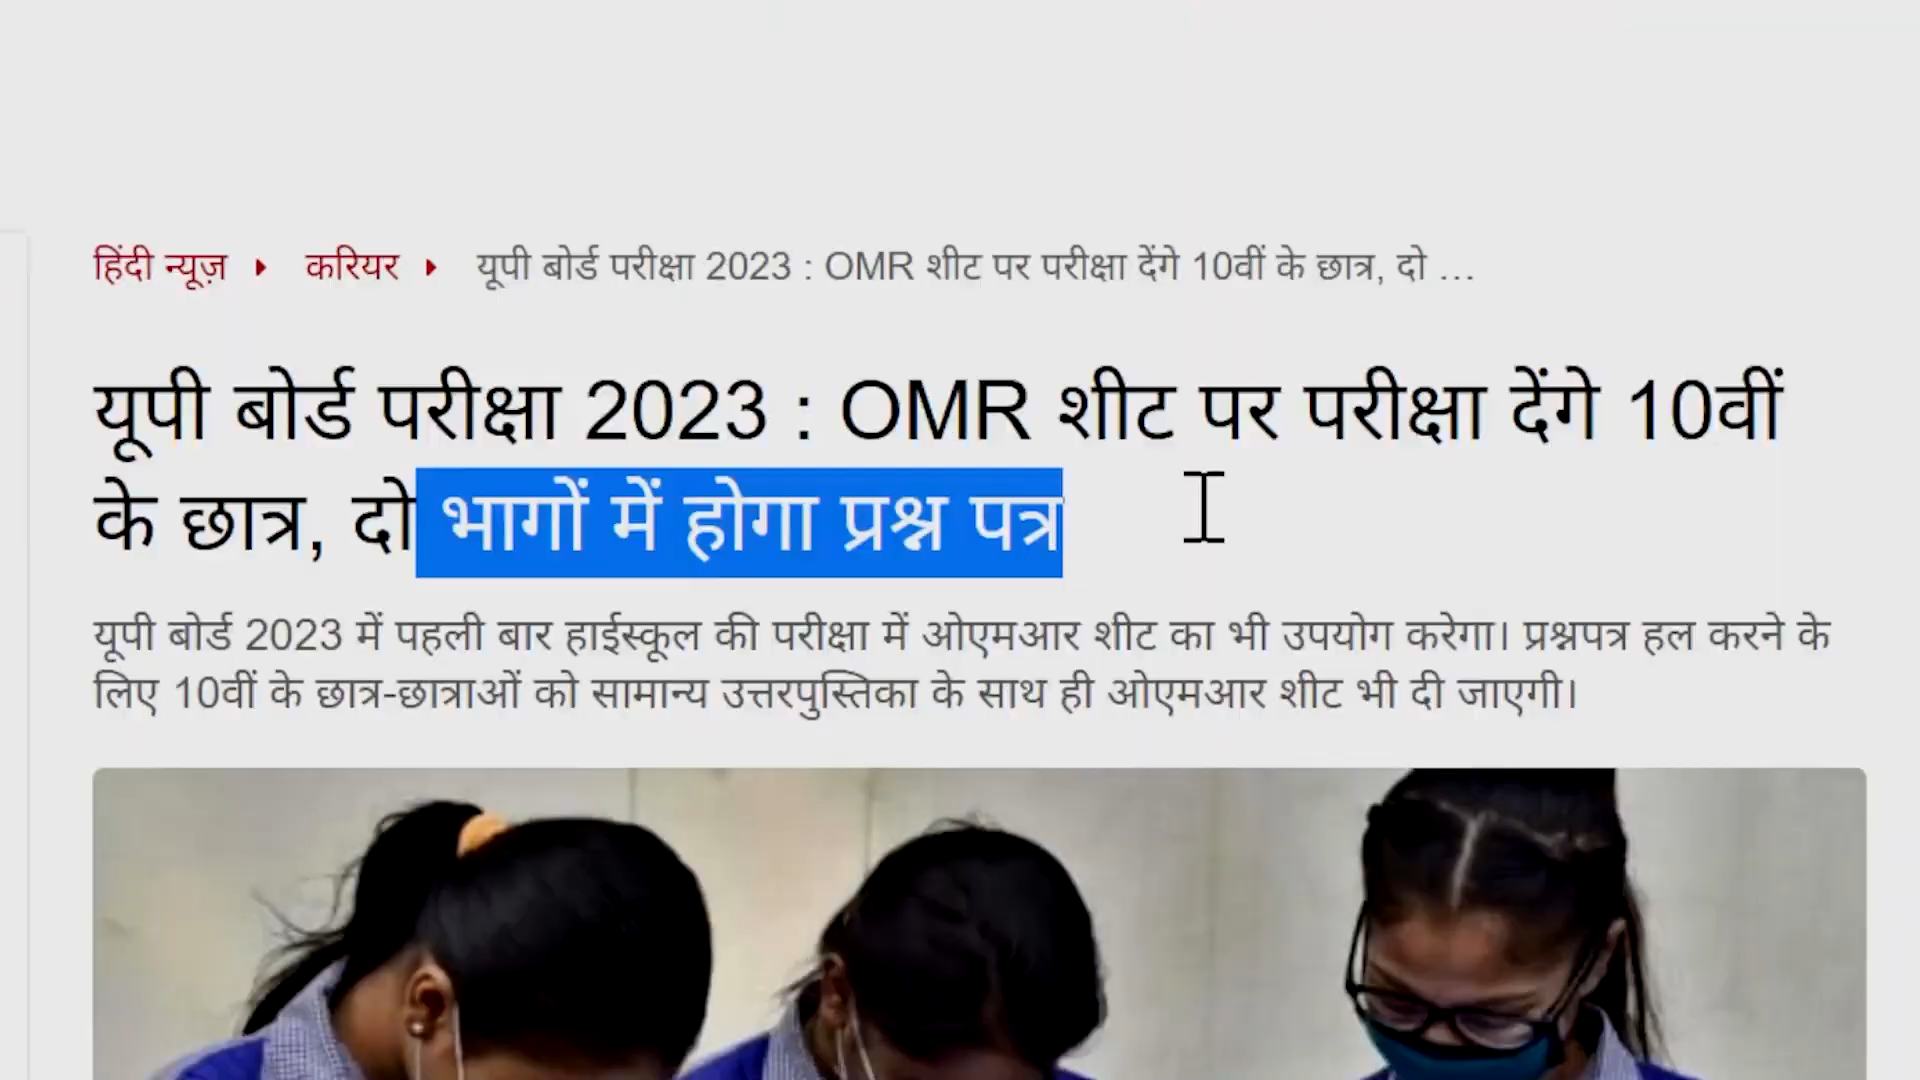 हिंदी न्यूज़ करियर यूपी बोर्ड परीक्षा 2023 : OMR शीट पर परीक्षा देंगे 10वीं के छात्र, दो ...
यूपी बोर्ड परीक्षा 2023 : OMR शीट पर परीक्षा देंगे 10वीं
के छात्र, दो भागों में होगा प्रश्न पत्र
यूपी बोर्ड 2023 में पहली बार हाईस्कूल की परीक्षा में ओएमआर शीट का भी उपयोग करेगा। प्रश्नपत्र हल करने के
लिए 10वीं के छात्र-छात्राओं को सामान्य उत्तरपुस्तिका के साथ ही ओएमआर शीट भी दी जाएगी।